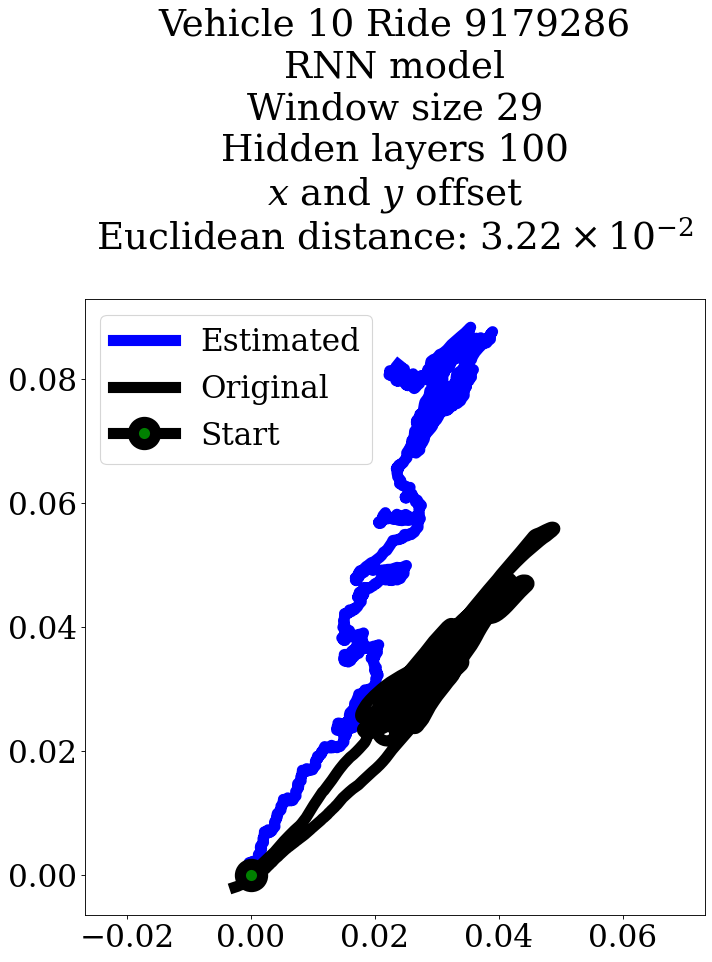 Vehicle 10 Ride 9179286
RNN model
Window size 29
Hidden layers 100
x and y offset
Euclidean distance: 3.22 × 10⁻²
Estimated
Original
Start
0.08
0.06
0.04
0.02
0.00
−0.02 0.00 0.02 0.04 0.06